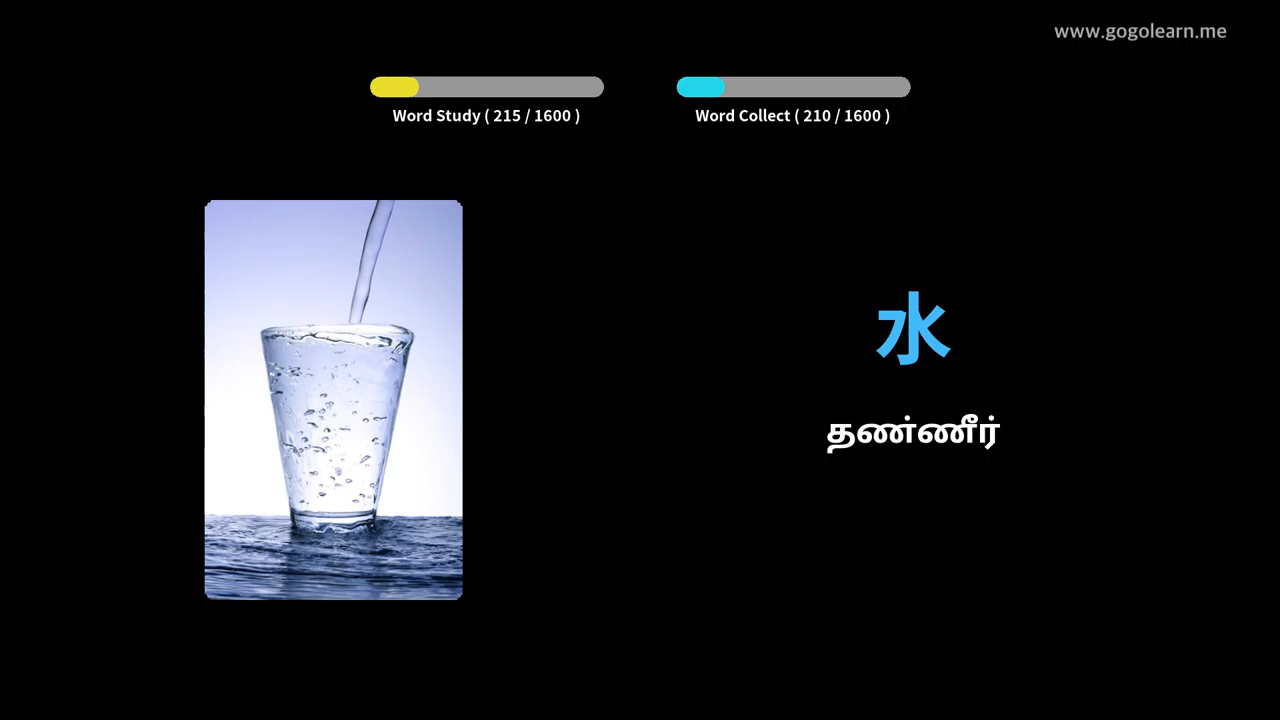 www.gogolearn.me
Word Study ( 215 / 1600 )
Word Collect ( 210 / 1600 )
水
தண்ணீர்